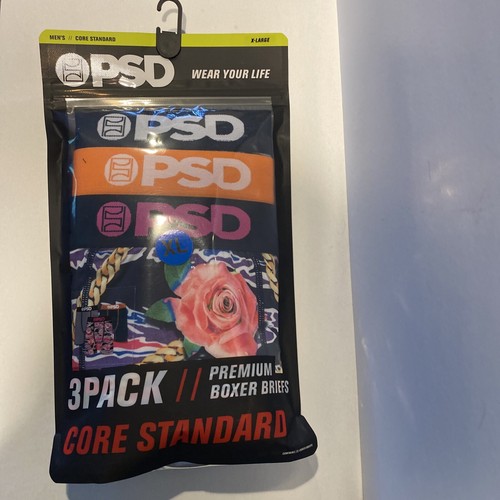 MEN'S // CORE STANDARD X-LARGE
PSD WEAR YOUR LIFE
PSD
PSD
PSD
XL
3PACK // PREMIUM
BOXER BRIEFS
CORE STANDARD